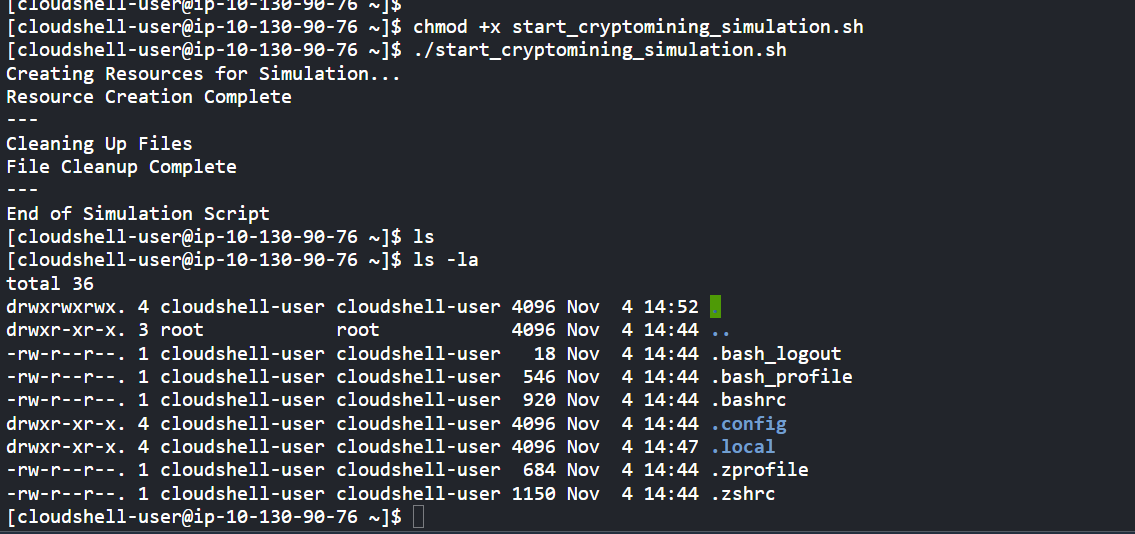 [cloudshell-user@ip-10-130-90-76 ~]$
[cloudshell-user@ip-10-130-90-76 ~]$ chmod +x start_cryptomining_simulation.sh
[cloudshell-user@ip-10-130-90-76 ~]$ ./start_cryptomining_simulation.sh
Creating Resources for Simulation...
Resource Creation Complete
---
Cleaning Up Files
File Cleanup Complete
---
End of Simulation Script
[cloudshell-user@ip-10-130-90-76 ~]$ ls
[cloudshell-user@ip-10-130-90-76 ~]$ ls -la
total 36
drwxrwxrwx. 4 cloudshell-user cloudshell-user 4096 Nov  4 14:52 .
drwxr-xr-x. 3 root            root            4096 Nov  4 14:44 ..
-rw-r--r--. 1 cloudshell-user cloudshell-user   18 Nov  4 14:44 .bash_logout
-rw-r--r--. 1 cloudshell-user cloudshell-user  546 Nov  4 14:44 .bash_profile
-rw-r--r--. 1 cloudshell-user cloudshell-user  920 Nov  4 14:44 .bashrc
drwxr-xr-x. 4 cloudshell-user cloudshell-user 4096 Nov  4 14:44 .config
drwxr-xr-x. 4 cloudshell-user cloudshell-user 4096 Nov  4 14:47 .local
-rw-r--r--. 1 cloudshell-user cloudshell-user  684 Nov  4 14:44 .zprofile
-rw-r--r--. 1 cloudshell-user cloudshell-user 1150 Nov  4 14:44 .zshrc
[cloudshell-user@ip-10-130-90-76 ~]$